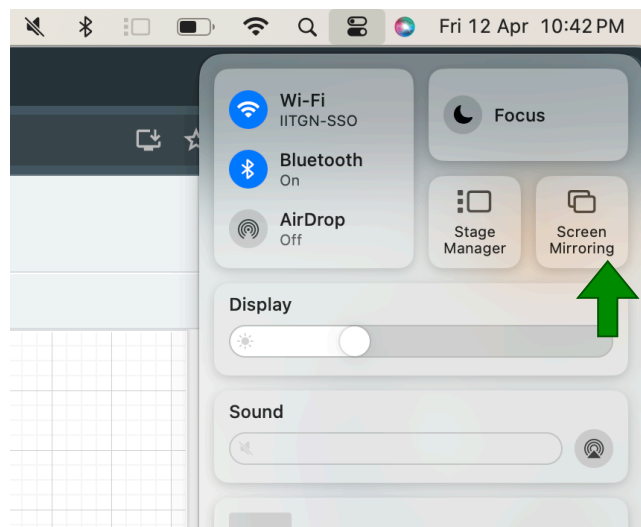 Fri 12 Apr 10:42 PM
Wi-Fi
IITGN-SSO
Focus
Bluetooth
On
AirDrop
Off
Stage
Manager
Screen
Mirroring
Display
Sound